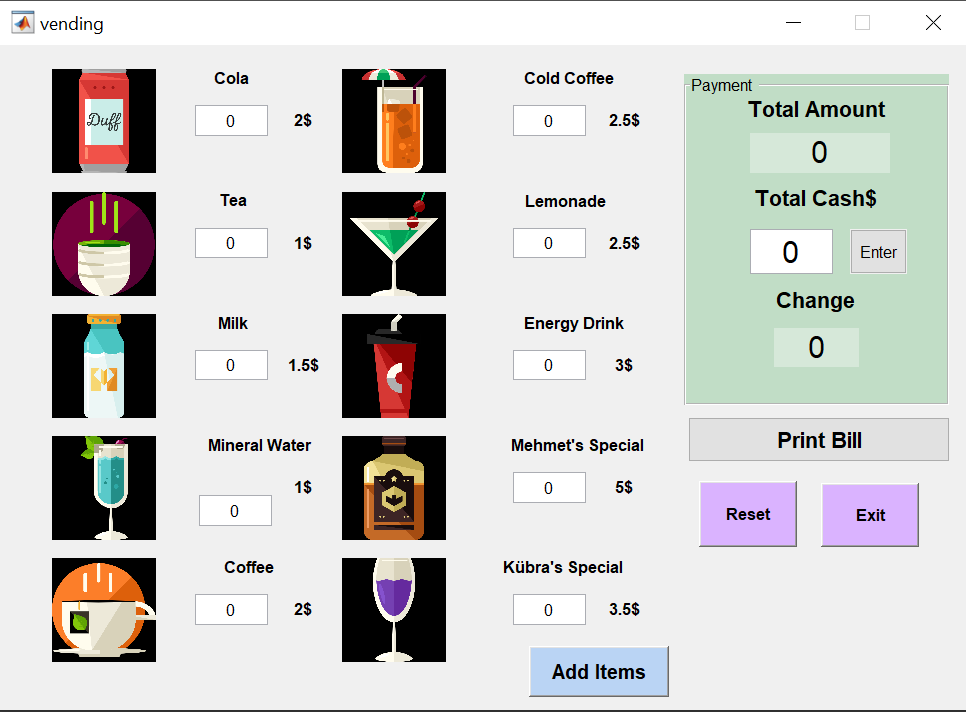 vending
Cola
0 2$
Duff
Tea
0 1$
Milk
0 1.5$
Mineral Water
1$
0
Coffee
0 2$
Cold Coffee
0 2.5$
Lemonade
0 2.5$
Energy Drink
0 3$
Mehmet's Special
0 5$
Kübra's Special
0 3.5$
Add Items
Payment
Total Amount
0
Total Cash$
0 Enter
Change
0
Print Bill
Reset Exit